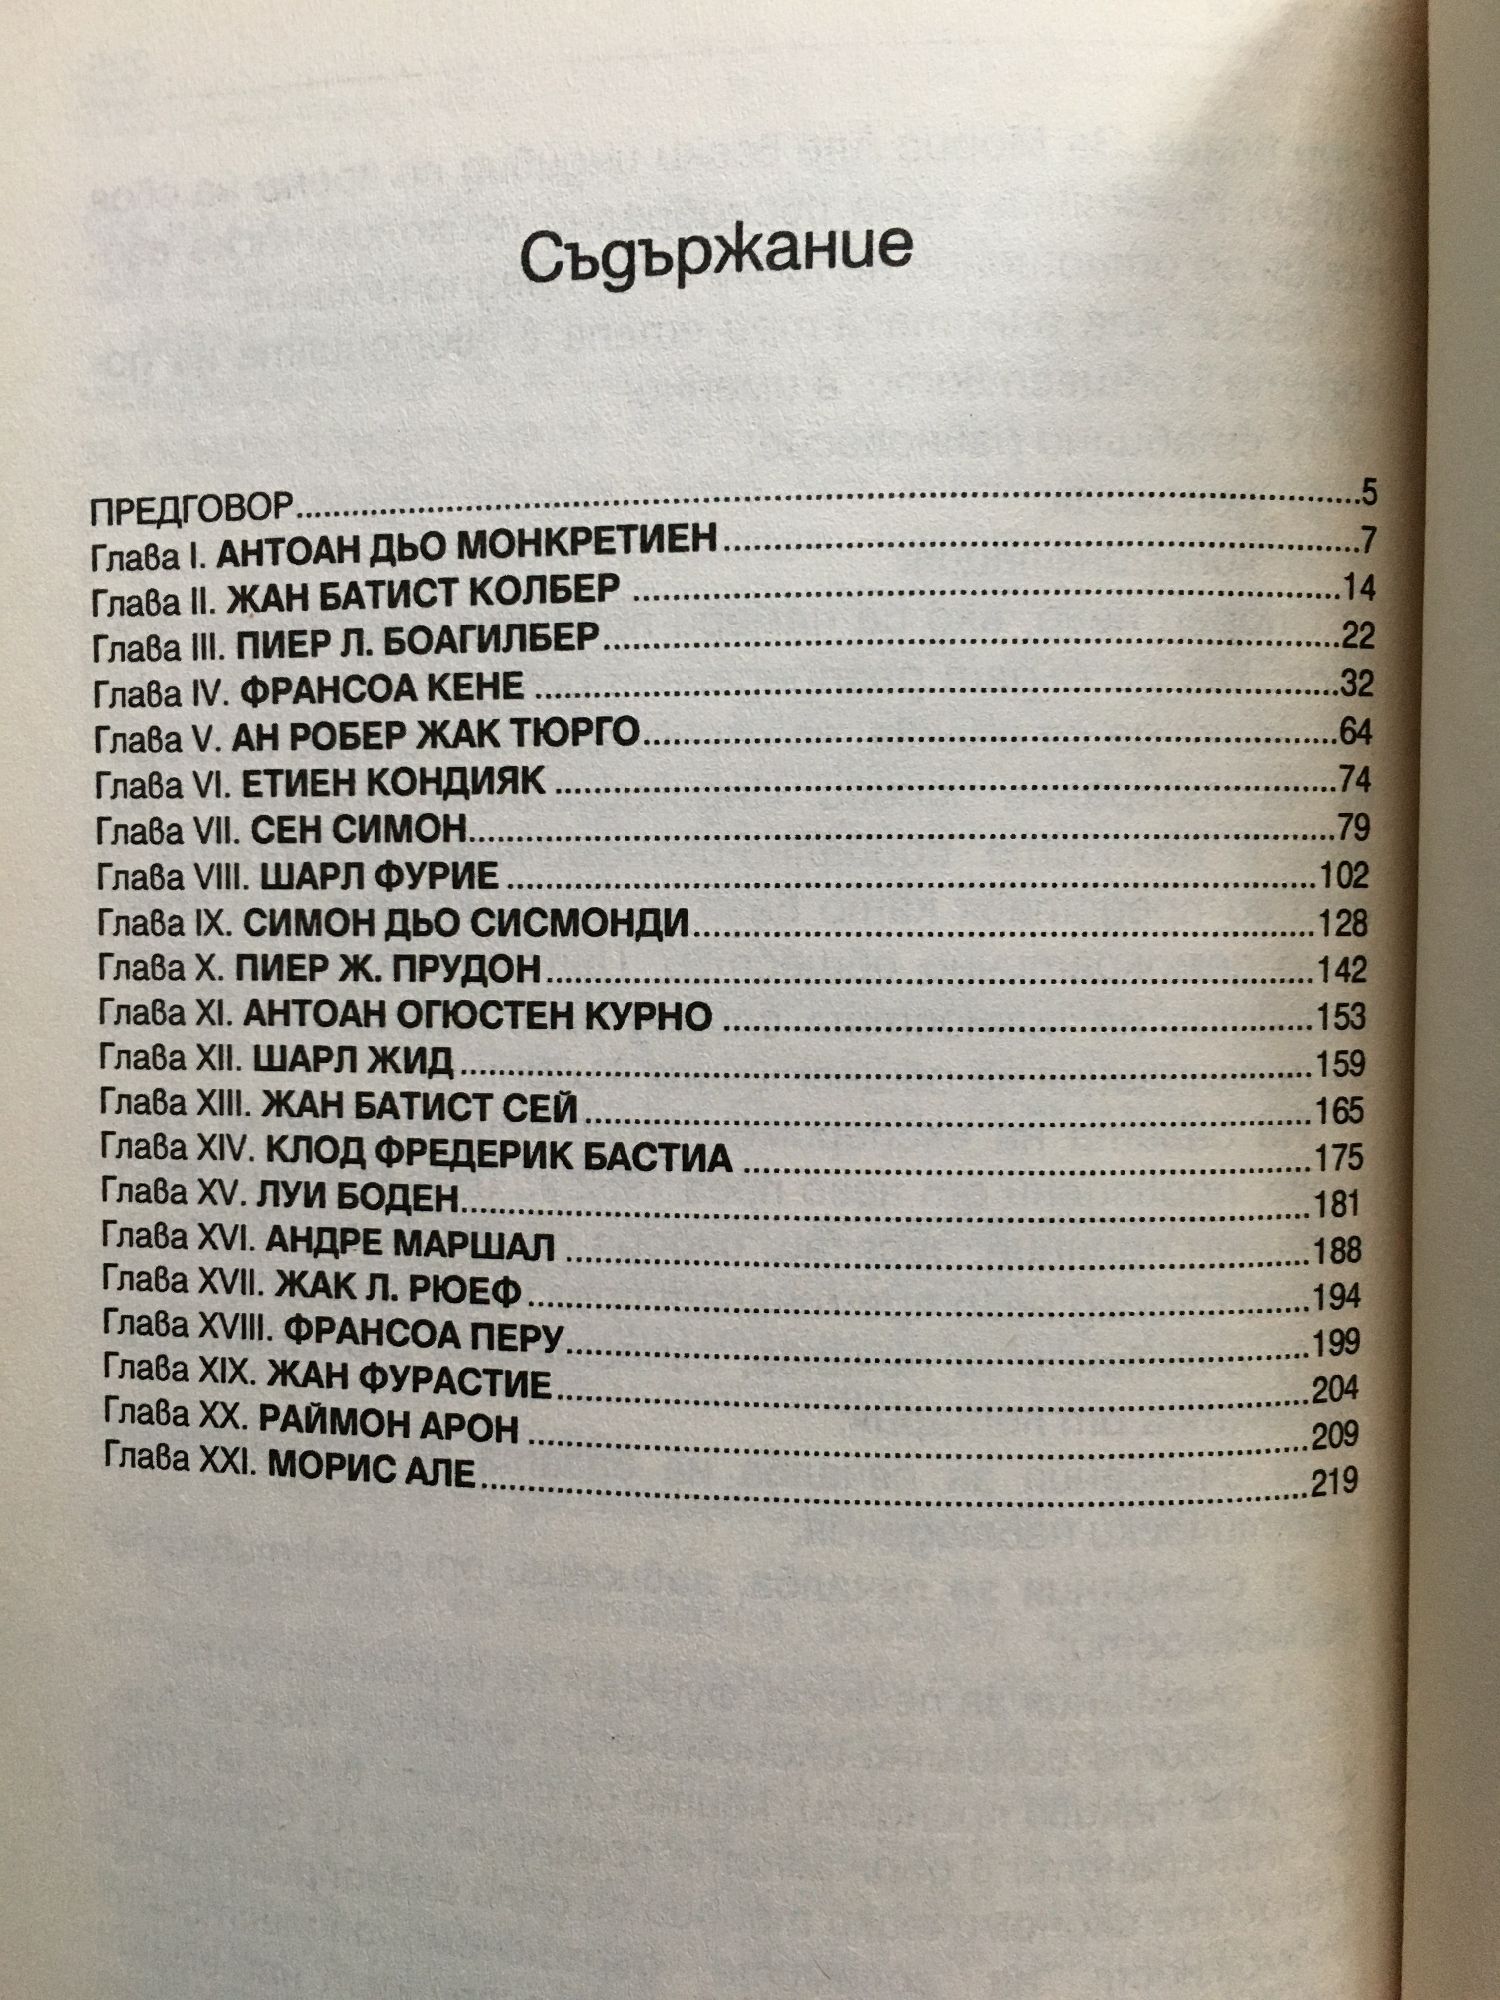 Съдържание
ПРЕДГОВОР..........5
Глава I. АНТОАН ДЬО МОНКРЕТИЕН..........7
Глава II. ЖАН БАТИСТ КОЛБЕР..........14
Глава III. ПИЕР Л. БОАГИЛБЕР..........22
Глава IV. ФРАНСОА КЕНЕ..........32
Глава V. АН РОБЕР ЖАК ТЮРГО..........64
Глава VI. ЕТИЕН КОНДИЯК..........74
Глава VII. СЕН СИМОН..........79
Глава VIII. ШАРЛ ФУРИЕ..........102
Глава IX. СИМОН ДЬО СИСМОНДИ..........128
Глава X. ПИЕР Ж. ПРУДОН..........142
Глава XI. АНТОАН ОГЮСТЕН КУРНО..........153
Глава XII. ШАРЛ ЖИД..........159
Глава XIII. ЖАН БАТИСТ СЕЙ..........165
Глава XIV. КЛОД ФРЕДЕРИК БАСТИА..........175
Глава XV. ЛУИ БОДЕН..........181
Глава XVI. АНДРЕ МАРШАЛ..........188
Глава XVII. ЖАК Л. РЮЕФ..........194
Глава XVIII. ФРАНСОА ПЕРУ..........199
Глава XIX. ЖАН ФУРАСТИЕ..........204
Глава XX. РАЙМОН АРОН..........209
Глава XXI. МОРИС АЛЕ..........219